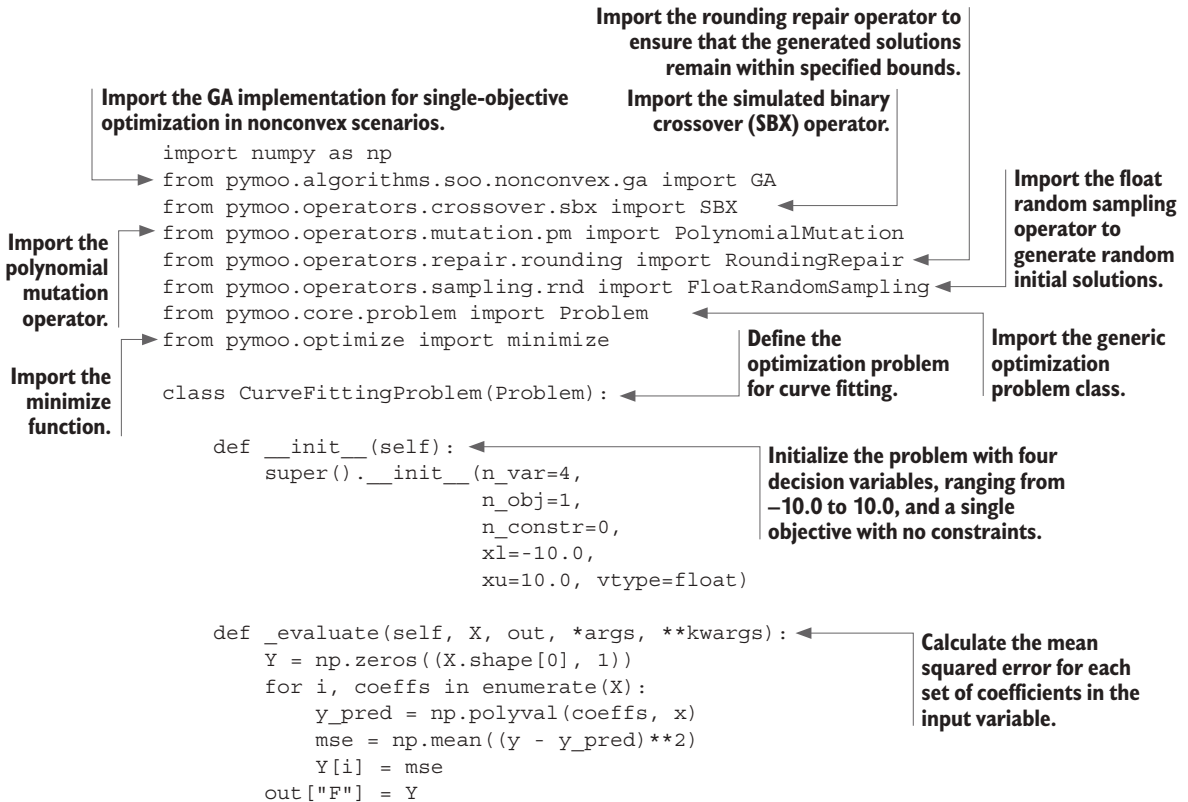 Import the rounding repair operator to
ensure that the generated solutions
remain within specified bounds.
Import the GA implementation for single-objective
optimization in nonconvex scenarios.
Import the simulated binary
crossover (SBX) operator.
import numpy as np
from pymoo.algorithms.soo.nonconvex.ga import GA
from pymoo.operators.crossover.sbx import SBX
from pymoo.operators.mutation.pm import PolynomialMutation
from pymoo.operators.repair.rounding import RoundingRepair
from pymoo.operators.sampling.rnd import FloatRandomSampling
from pymoo.core.problem import Problem
from pymoo.optimize import minimize
Import the float
random sampling
operator to
generate random
initial solutions.
Import the
polynomial
mutation
operator.
Import the
minimize
function.
Define the
optimization problem
for curve fitting.
Import the generic
optimization
problem class.
class CurveFittingProblem(Problem):
def __init__(self):
super().__init__(n_var=4,
n_obj=1,
n_constr=0,
xl=-10.0,
xu=10.0, vtype=float)
Initialize the problem with four
decision variables, ranging from
–10.0 to 10.0, and a single
objective with no constraints.
def _evaluate(self, X, out, *args, **kwargs):
Y = np.zeros((X.shape[0], 1))
for i, coeffs in enumerate(X):
y_pred = np.polyval(coeffs, x)
mse = np.mean((y - y_pred)**2)
Y[i] = mse
out["F"] = Y
Calculate the mean
squared error for each
set of coefficients in the
input variable.